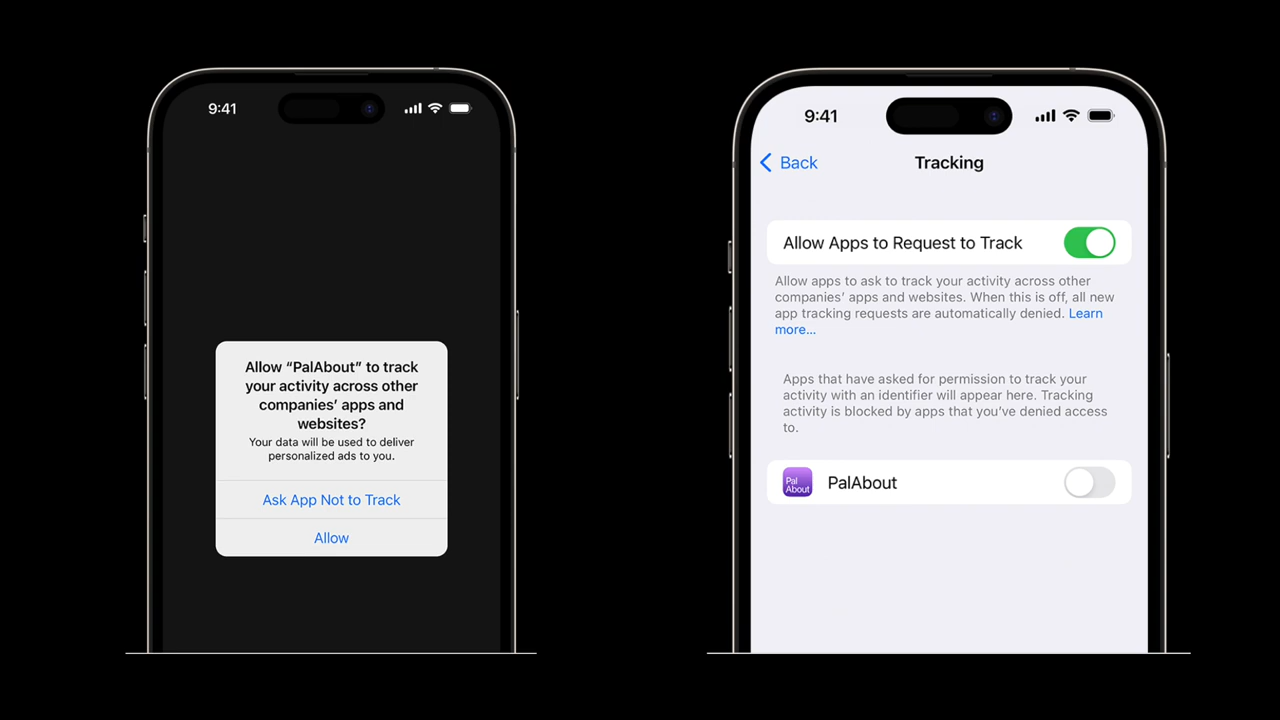 9:41
Allow “PalAbout” to track
your activity across other
companies’ apps and
websites?
Your data will be used to deliver
personalized ads to you.
Ask App Not to Track
Allow
9:41
Back
Tracking
Allow Apps to Request to Track
Allow apps to ask to track your activity across other
companies’ apps and websites. When this is off, all new
app tracking requests are automatically denied. Learn
more...
Apps that have asked for permission to track your
activity with an identifier will appear here. Tracking
activity is blocked by apps that you’ve denied access
to.
Pal
About
PalAbout